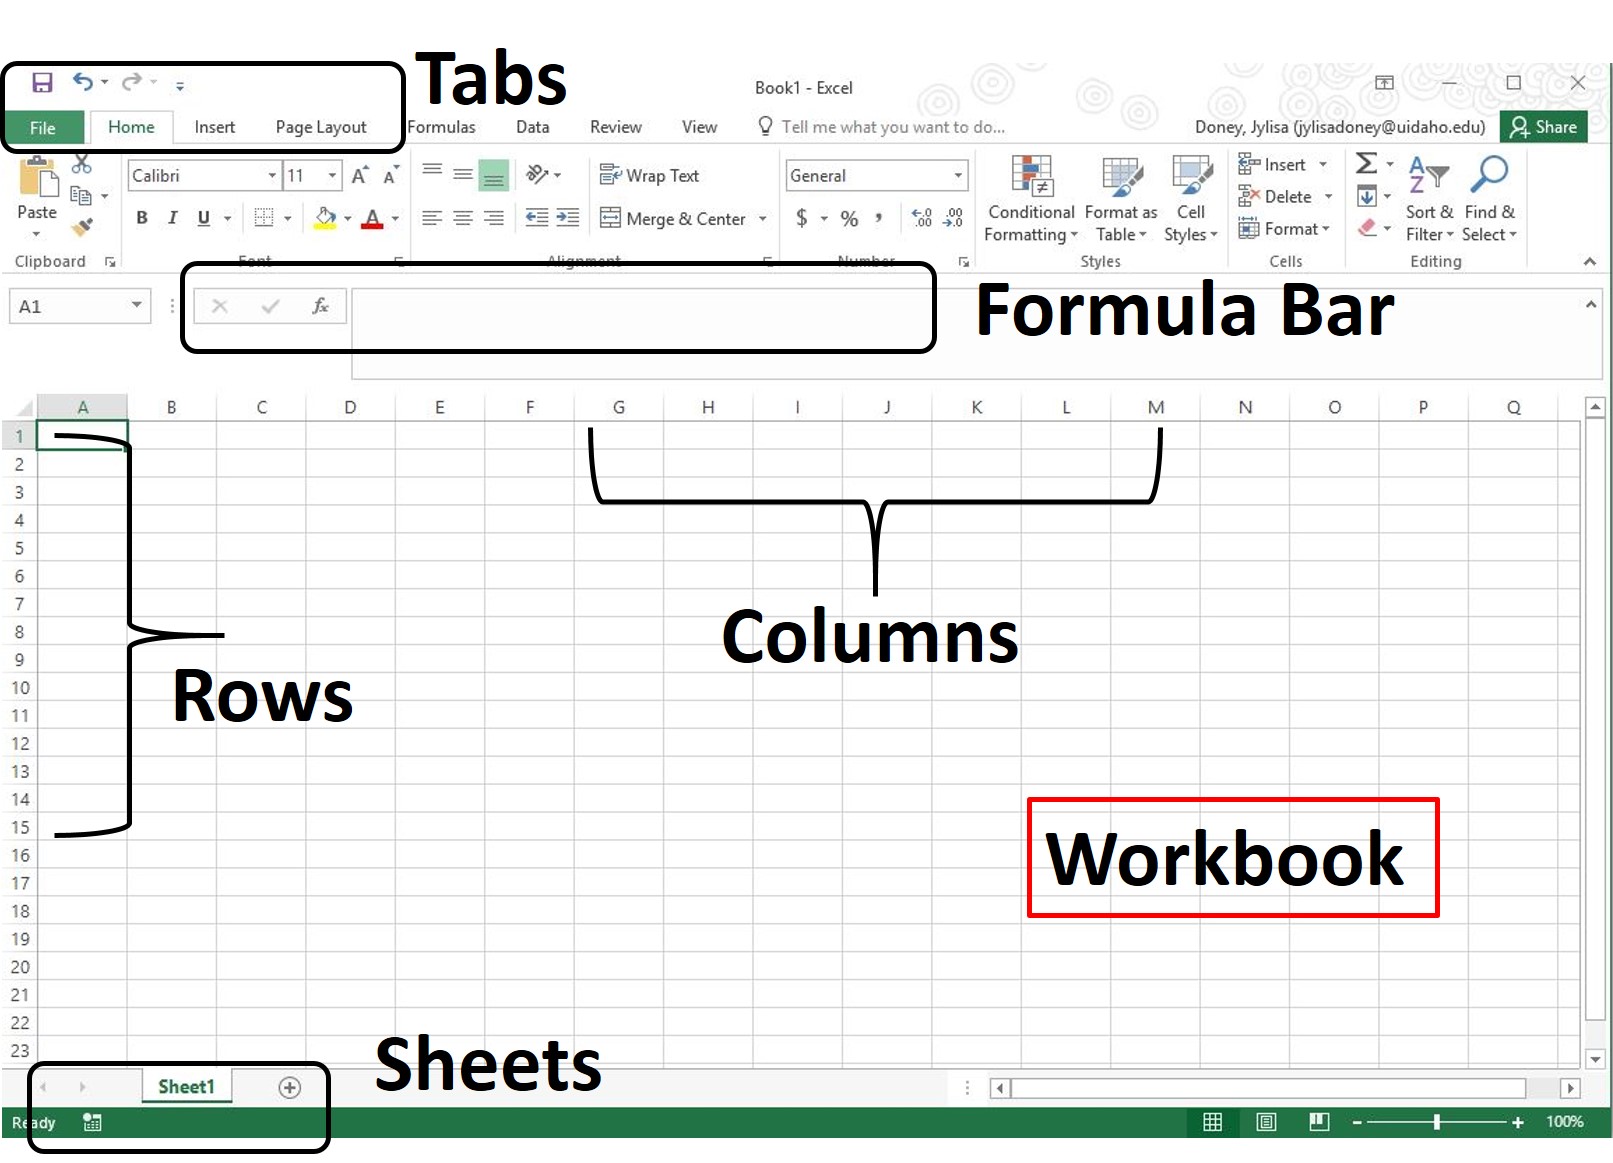 Tabs
Book1 - Excel
File Home Insert Page Layout Formulas Data Review View Tell me what you want to do... Doney, Jylisa (jylisadoney@uidaho.edu) Share
Calibri 11 A A Wrap Text General Insert
Paste Conditional Format as Cell Delete Sort & Find &
B I U A Merge & Center $ % , .0 .00 Formatting Table Styles Format Filter Select
Clipboard Font Alignment Number Styles Cells Editing
A1 fx Formula Bar
A B C D E F G H I J K L M N O P Q
1
2
3
4
5
6
7
8
9
10
11
12
13
14
15
16
17
18
19
20
21
22
23
Columns
Rows
Workbook
Sheets
Sheet1
Ready 100%